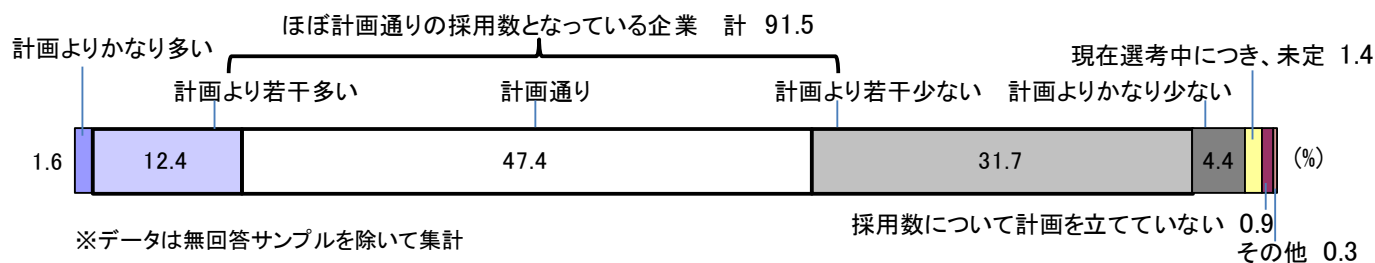 ほぼ計画通りの採用数となっている企業 計 91.5
計画よりかなり多い
現在選考中につき、未定 1.4
計画より若干多い
計画通り
計画より若干少ない
計画よりかなり少ない
1.6
12.4
47.4
31.7
4.4
(%)
採用数について計画を立てていない 0.9
※データは無回答サンプルを除いて集計
その他 0.3